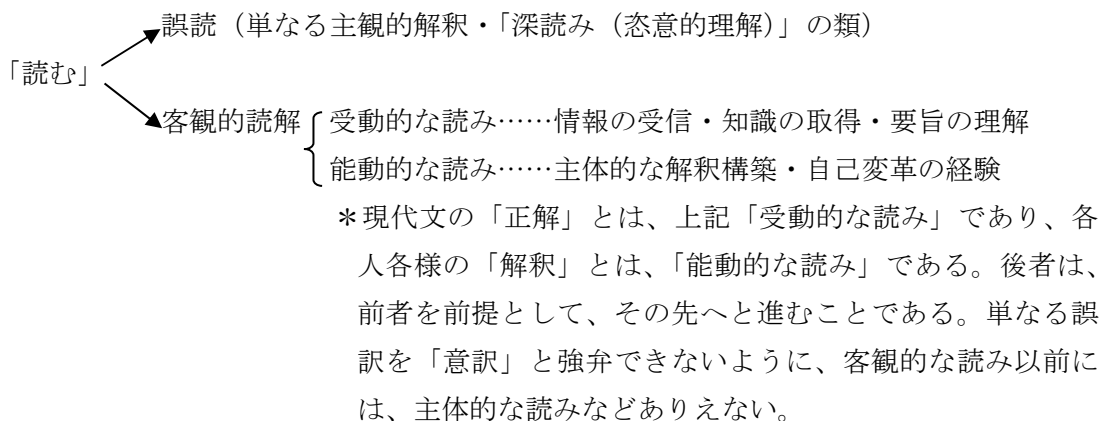 誤読（単なる主観的解釈・「深読み（恣意的理解）」の類）
「読む」
客観的読解 受動的な読み……情報の受信・知識の取得・要旨の理解
能動的な読み……主体的な解釈構築・自己変革の経験
＊現代文の「正解」とは、上記「受動的な読み」であり、各
人各様の「解釈」とは、「能動的な読み」である。後者は、
前者を前提として、その先へと進むことである。単なる誤
訳を「意訳」と強弁できないように、客観的な読み以前に
は、主体的な読みなどありえない。